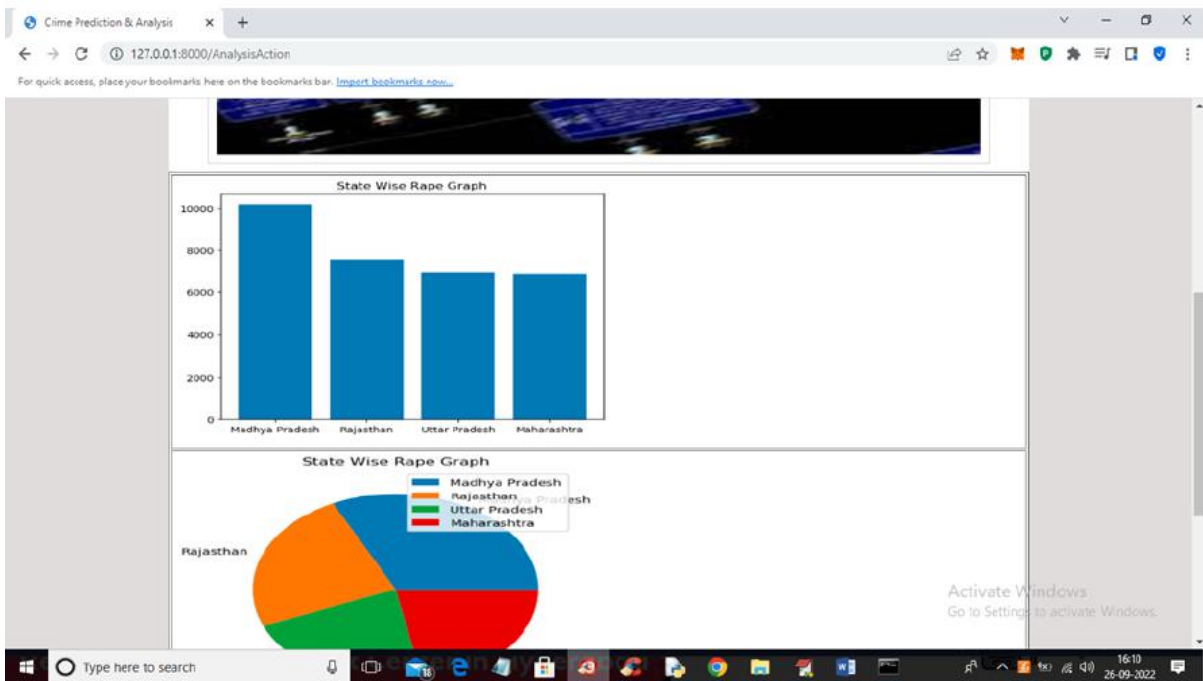 Crime Prediction & Analysis
127.0.0.1:8000/AnalysisAction
For quick access, place your bookmarks here on the bookmarks bar. Import bookmarks now...
State Wise Rape Graph
10000
8000
6000
4000
2000
0
Madhya Pradesh Rajasthan Uttar Pradesh Maharashtra
State Wise Rape Graph
Madhya Pradesh
Rajasthan
Uttar Pradesh
Maharashtra
Madhya Pradesh
Rajasthan
Activate Windows
Go to Settings to activate Windows.
Type here to search
18
16:10
26-09-2022